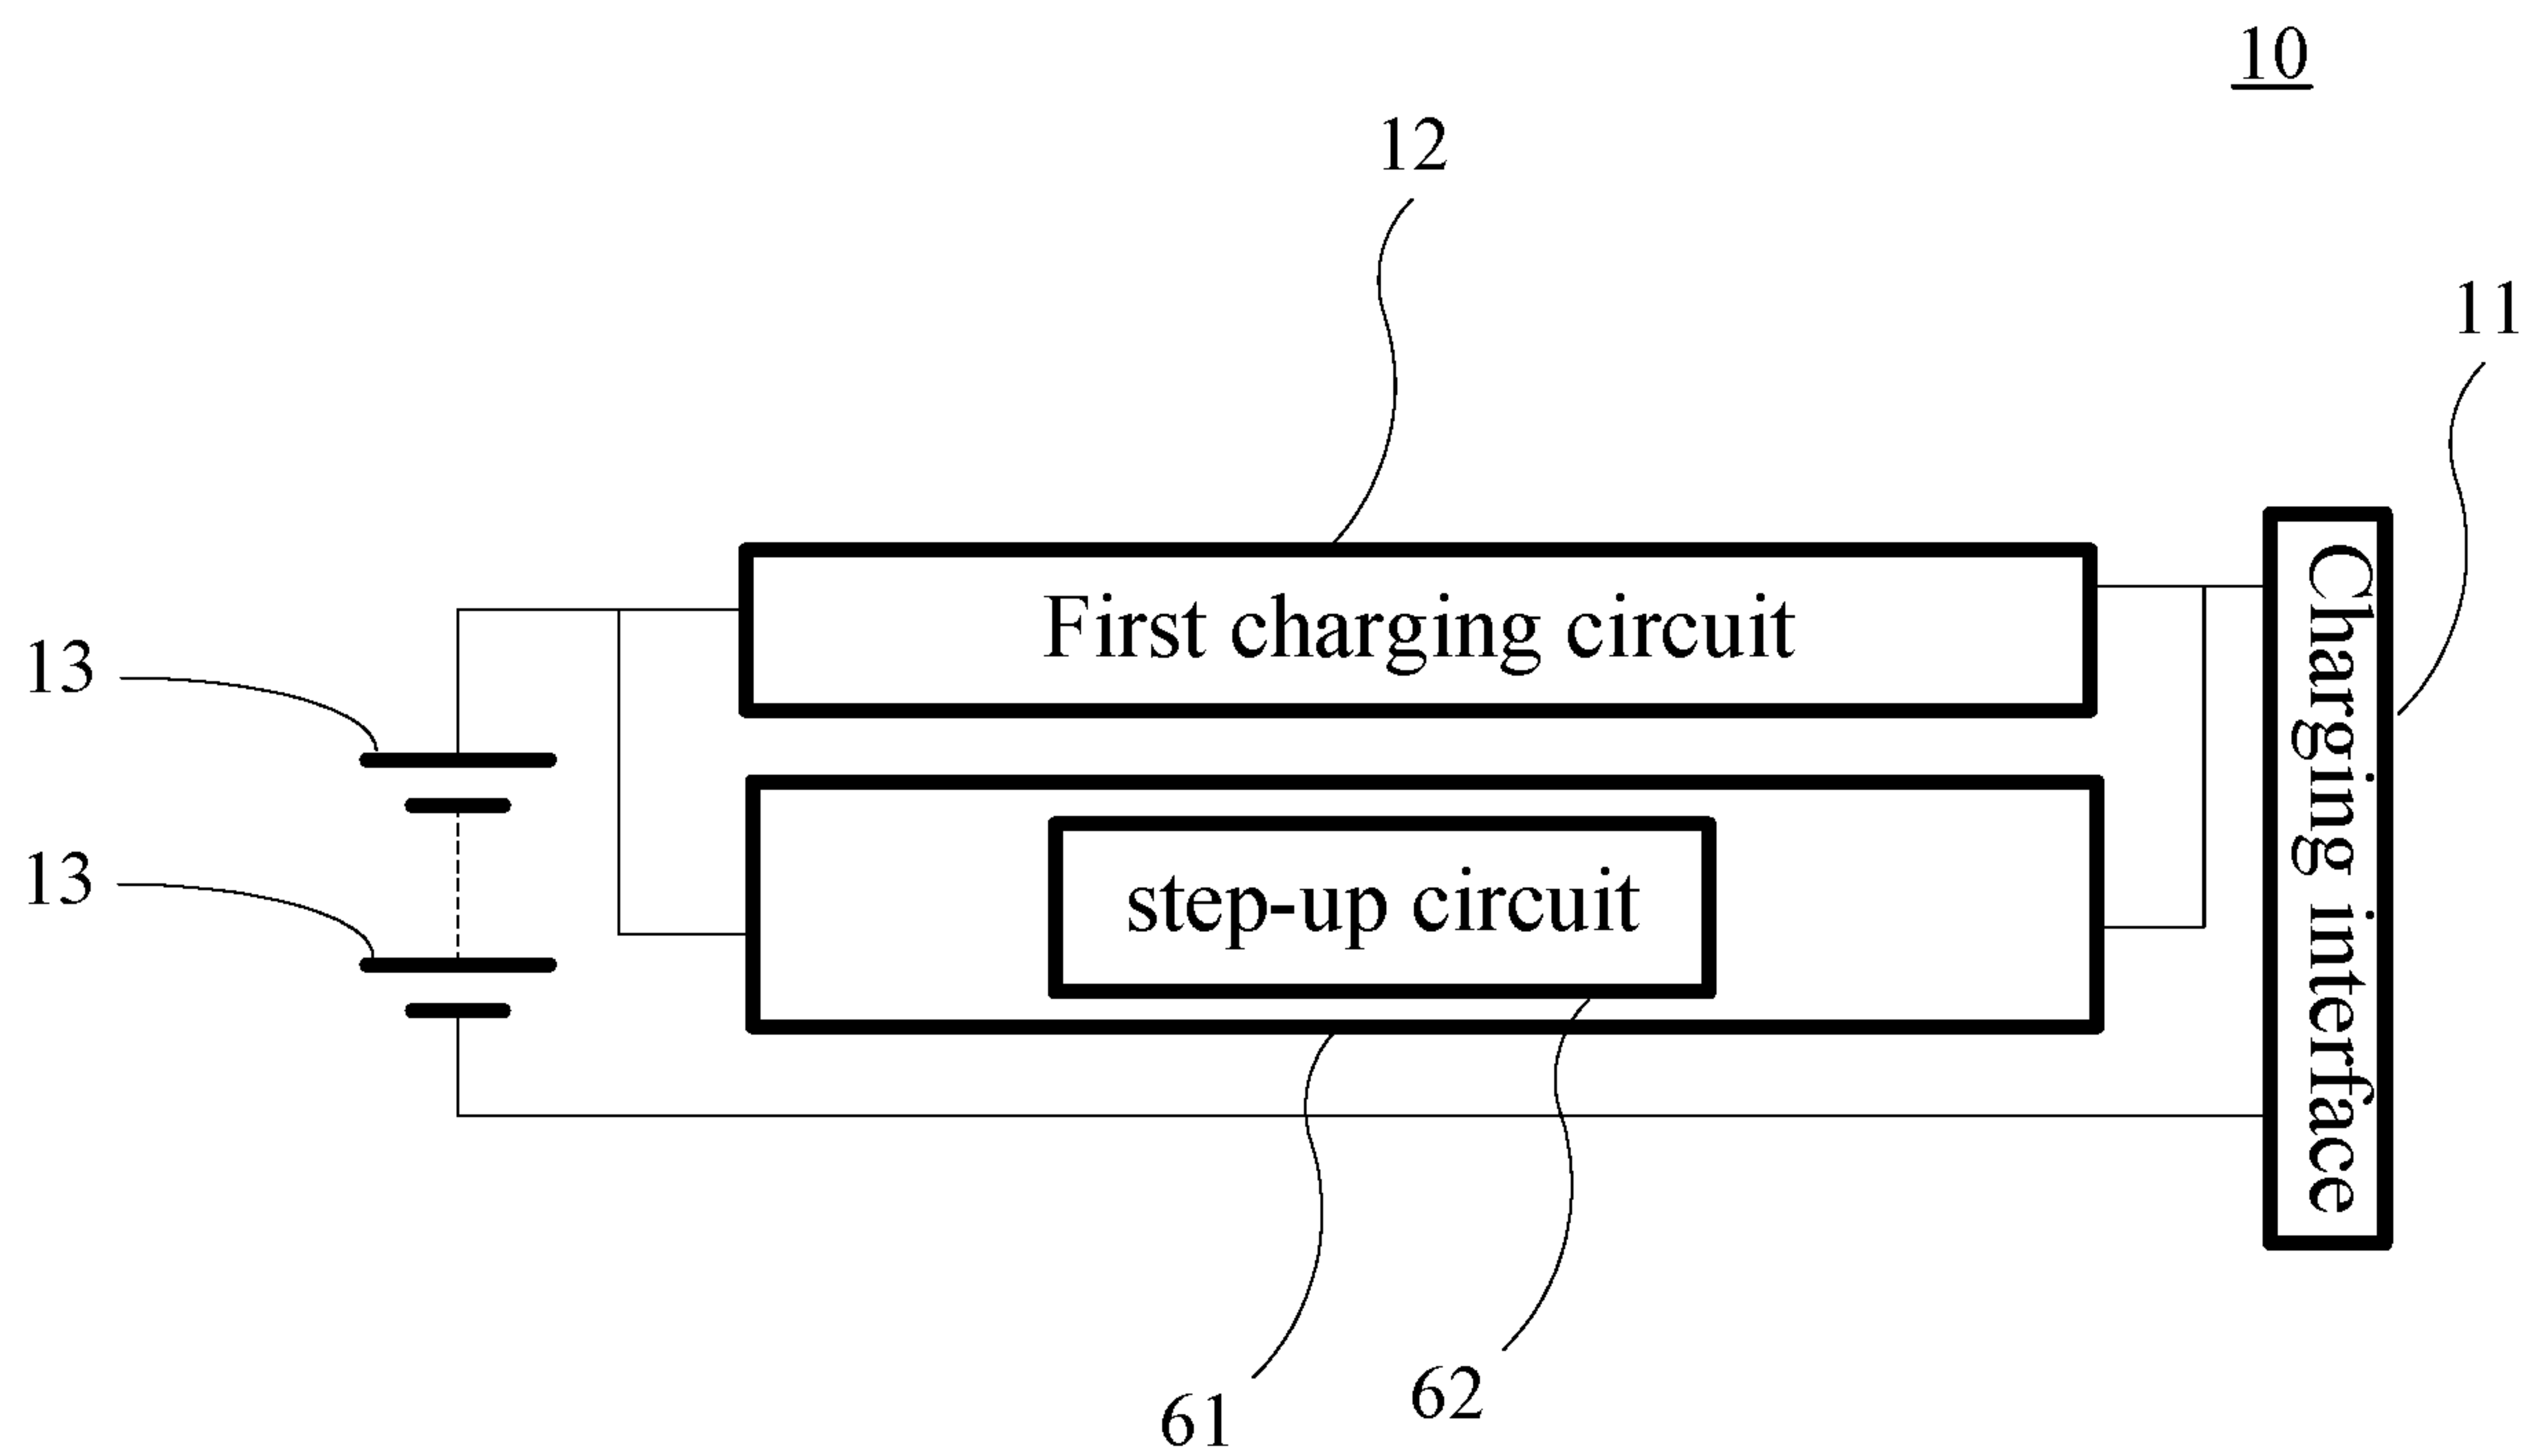 10
12
11
First charging circuit
13
step-up circuit
13
Charging interface
62
61